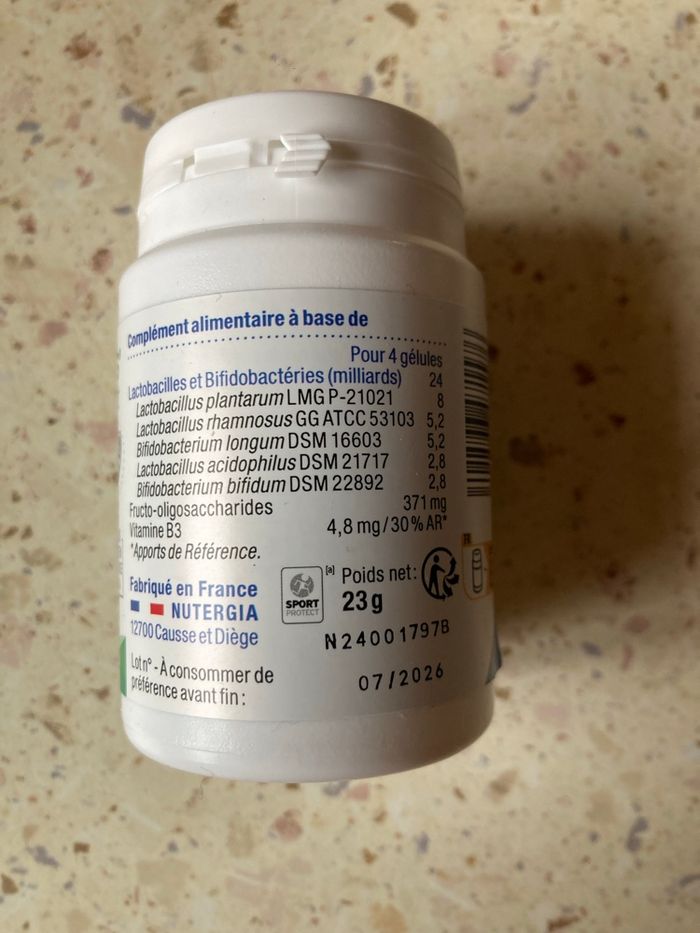 Complément alimentaire à base de
Pour 4 gélules
Lactobacilles et Bifidobactéries (milliards) 24
Lactobacillus plantarum LMG P-21021 8
Lactobacillus rhamnosus GG ATCC 53103 5,2
Bifidobacterium longum DSM 16603 5,2
Lactobacillus acidophilus DSM 21717 2,8
Bifidobacterium bifidum DSM 22892 2,8
Fructo-oligosaccharides 371 mg
Vitamine B3 4,8 mg/30% AR*
*Apports de Référence.
Fabriqué en France
NUTERGIA
12700 Causse et Diège
SPORT
PROTECT
[a]
Poids net:
23 g
FR
Lot n° - À consommer de
préférence avant fin :
N24001797B
07/2026